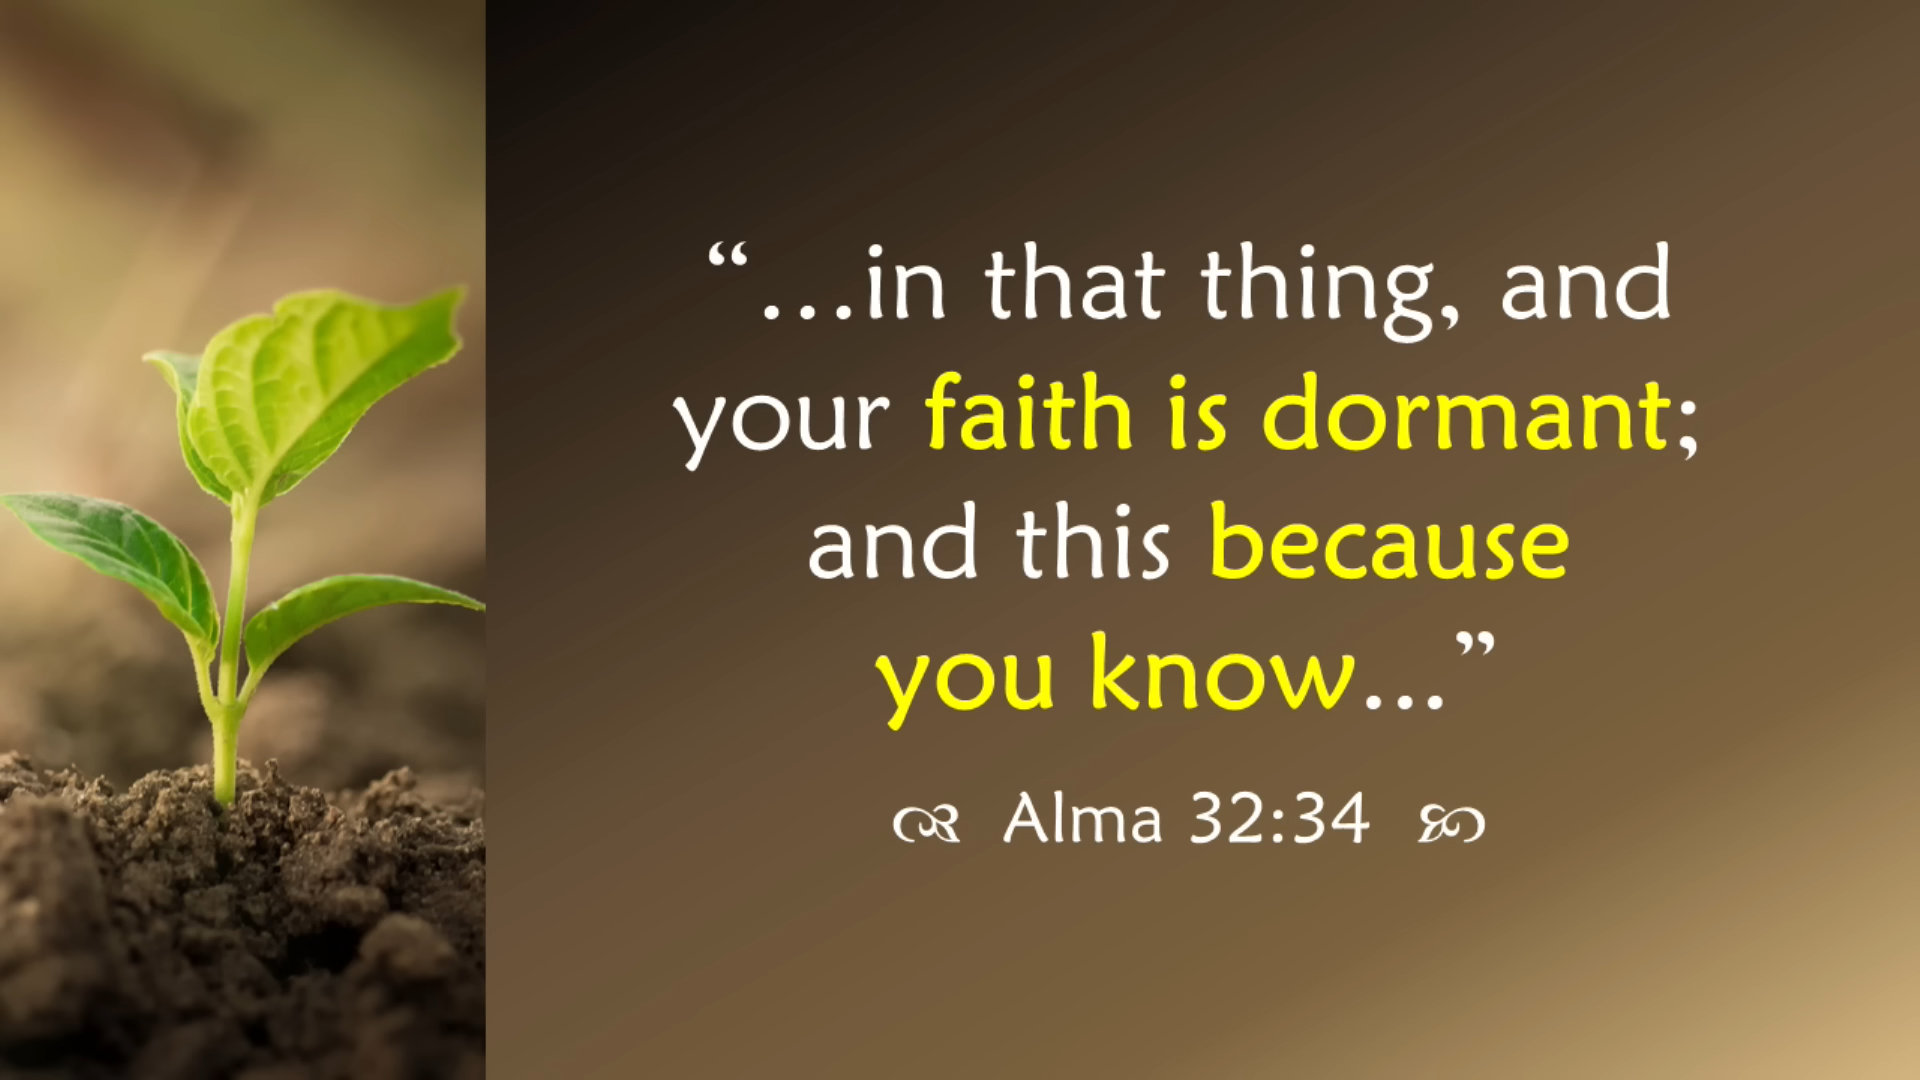 “…in that thing, and
your faith is dormant;
and this because
you know…”
Alma 32:34